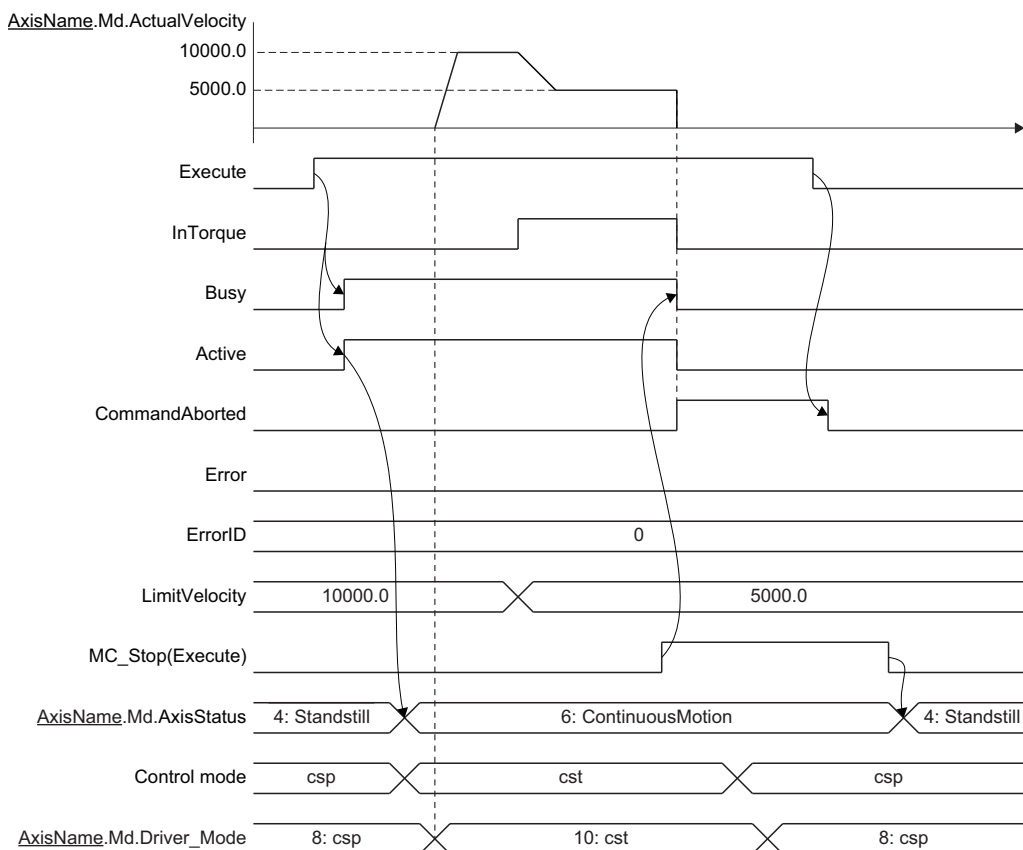 AxisName.Md.ActualVelocity
10000.0
5000.0
Execute
InTorque
Busy
Active
CommandAborted
Error
ErrorID
0
LimitVelocity
10000.0
5000.0
MC_Stop(Execute)
AxisName.Md.AxisStatus
4: Standstill
6: ContinuousMotion
4: Standstill
Control mode
csp
cst
csp
AxisName.Md.Driver_Mode
8: csp
10: cst
8: csp